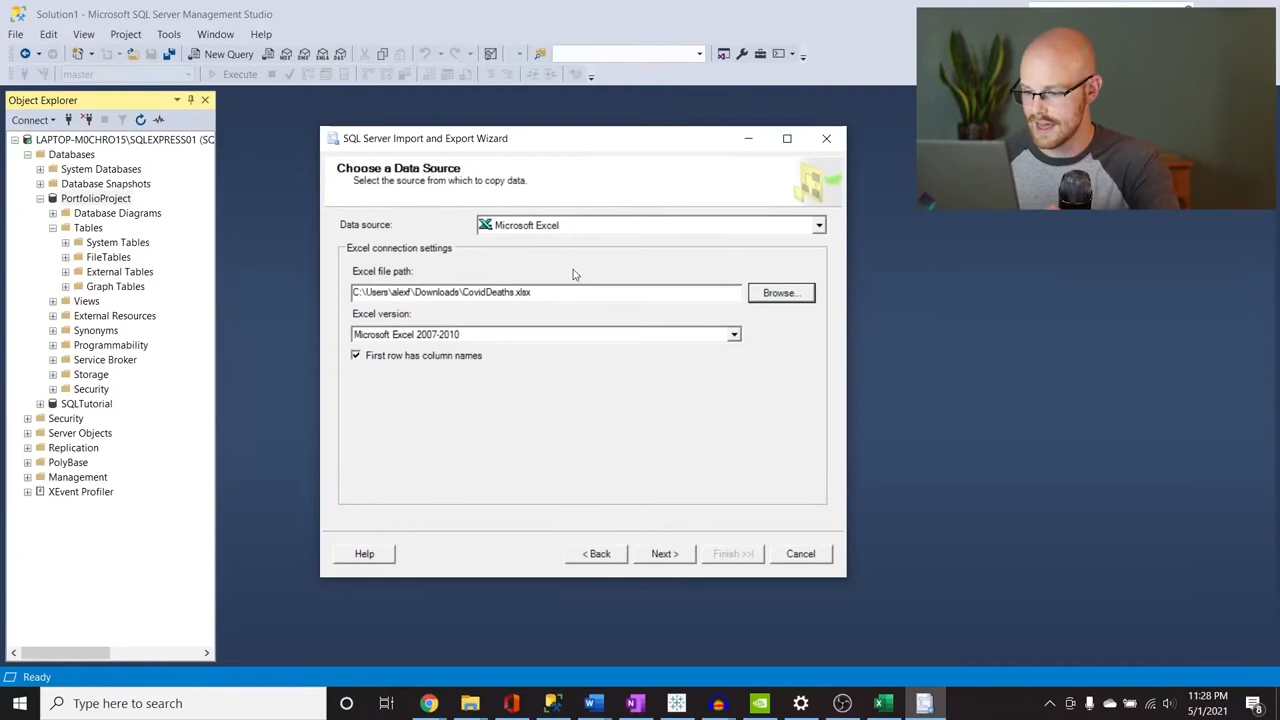 Solution1 - Microsoft SQL Server Management Studio
File Edit View Project Tools Window Help
New Query
MDX DMX XMLA DAX
master
Execute
Object Explorer
Connect
LAPTOP-M0CHRO15\SQLEXPRESS01 (SQ
Databases
System Databases
Database Snapshots
PortfolioProject
Database Diagrams
Tables
System Tables
FileTables
External Tables
Graph Tables
Views
External Resources
Synonyms
Programmability
Service Broker
Storage
Security
SQLTutorial
Security
Server Objects
Replication
PolyBase
Management
XEvent Profiler
SQL Server Import and Export Wizard
Choose a Data Source
Select the source from which to copy data.
Data source:
Microsoft Excel
Excel connection settings
Excel file path:
C:\Users\alexf\Downloads\CovidDeaths.xlsx
Browse...
Excel version:
Microsoft Excel 2007-2010
First row has column names
Help
< Back
Next >
Finish >>|
Cancel
Ready
Type here to search
11:28 PM
5/1/2021
8